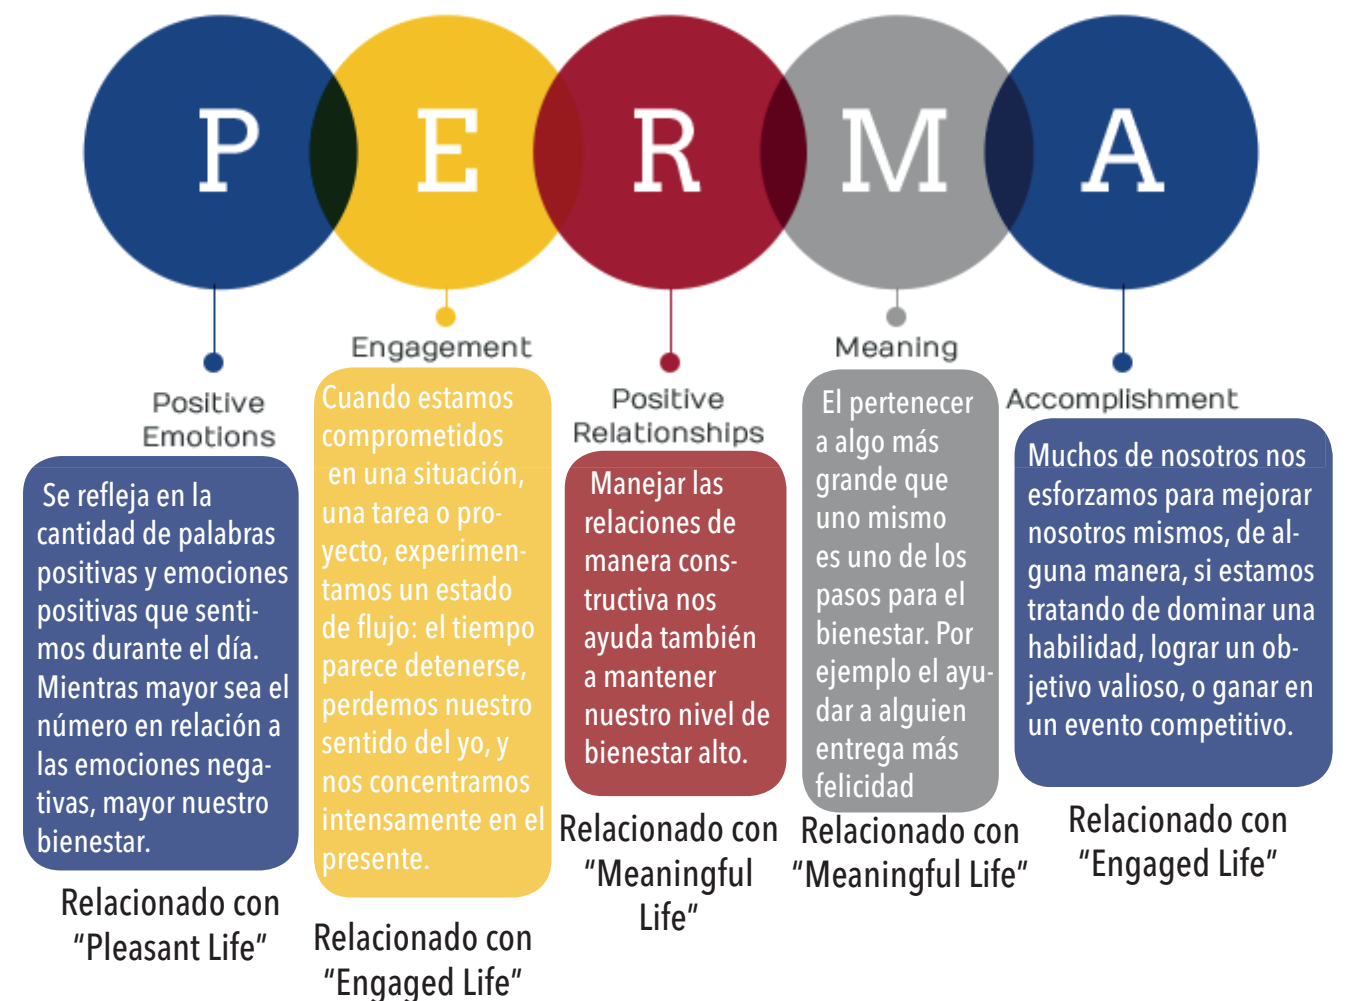 P
E
R
M
A
Positive
Emotions
Se refleja en la
cantidad de palabras
positivas y emociones
positivas que senti-
mos durante el día.
Mientras mayor sea el
número en relación a
las emociones nega-
tivas, mayor nuestro
bienestar.
Relacionado con
“Pleasant Life”
Engagement
Cuando estamos
comprometidos
en una situación,
una tarea o pro-
yecto, experimen-
tamos un estado
de flujo: el tiempo
parece detenerse,
perdemos nuestro
sentido del yo, y
nos concentramos
intensamente en el
presente.
Relacionado con
“Engaged Life”
Positive
Relationships
Manejar las
relaciones de
manera cons-
tructiva nos
ayuda también
a mantener
nuestro nivel de
bienestar alto.
Relacionado con
“Meaningful
Life”
Meaning
El pertenecer
a algo más
grande que
uno mismo
es uno de los
pasos para el
bienestar. Por
ejemplo el ayu-
dar a alguien
entrega más
felicidad
Relacionado con
“Meaningful Life”
Accomplishment
Muchos de nosotros nos
esforzamos para mejorar
nosotros mismos, de al-
guna manera, si estamos
tratando de dominar una
habilidad, lograr un ob-
jetivo valioso, o ganar en
un evento competitivo.
Relacionado con
“Engaged Life”